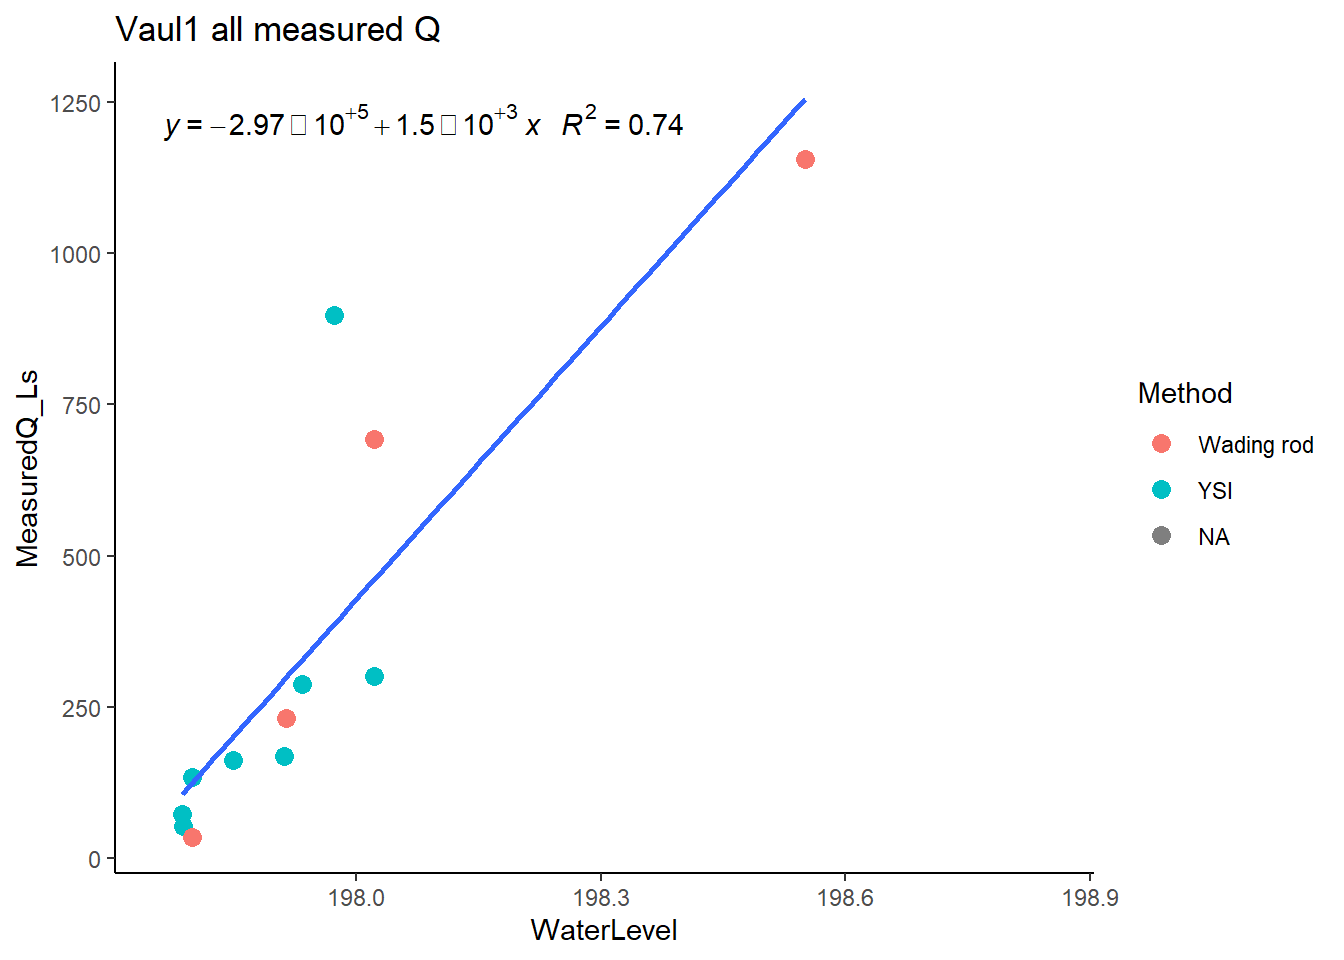 Vaul1 all measured Q
y = −2.97 □ 10⁺⁵ + 1.5 □ 10⁺³ x R² = 0.74
1250
1000
750
500
250
0
MeasuredQ_Ls
198.0 198.3 198.6 198.9
WaterLevel
Method
Wading rod
YSI
NA